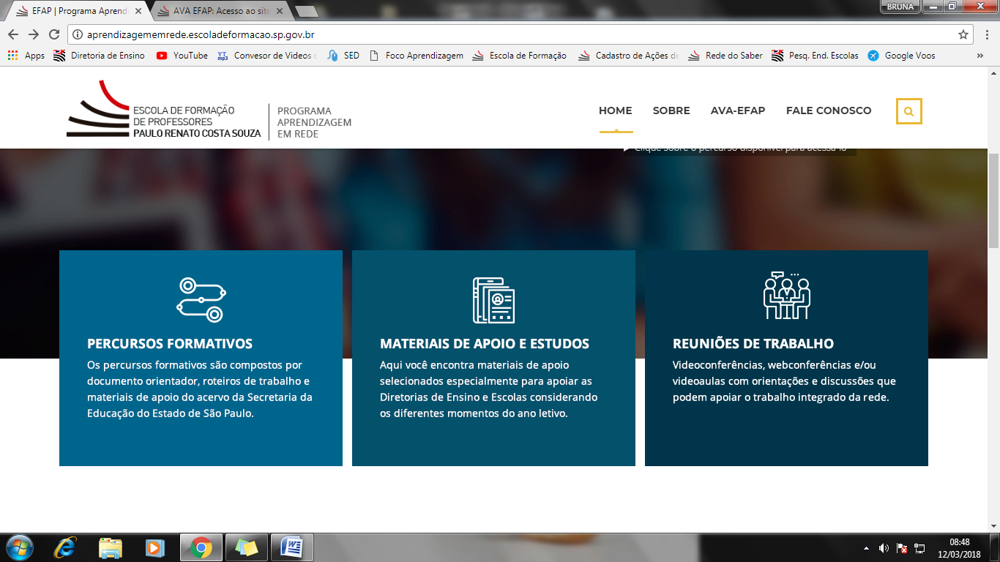 EFAP | Programa Aprendi
AVA EFAP: Acesso ao site
BRUNA
aprendizagememrede.escoladeformacao.sp.gov.br
Apps
Diretoria de Ensino
YouTube
YT mp3
Convesor de Videos
SED
Foco Aprendizagem
Escola de Formação
Cadastro de Ações de
Rede do Saber
Pesq. End. Escolas
Google Voos
»
ESCOLA DE FORMAÇÃO
DE PROFESSORES
PAULO RENATO COSTA SOUZA
PROGRAMA
APRENDIZAGEM
EM REDE
HOME
SOBRE
AVA-EFAP
FALE CONOSCO
Clique sobre o percurso disponível para acessá-lo
PERCURSOS FORMATIVOS
Os percursos formativos são compostos por
documento orientador, roteiros de trabalho e
materiais de apoio do acervo da Secretaria da
Educação do Estado de São Paulo.
MATERIAIS DE APOIO E ESTUDOS
Aqui você encontra materiais de apoio
selecionados especialmente para apoiar as
Diretorias de Ensino e Escolas considerando
os diferentes momentos do ano letivo.
REUNIÕES DE TRABALHO
Videoconferências, webconferências e/ou
videoaulas com orientações e discussões que
podem apoiar o trabalho integrado da rede.
08:48
12/03/2018